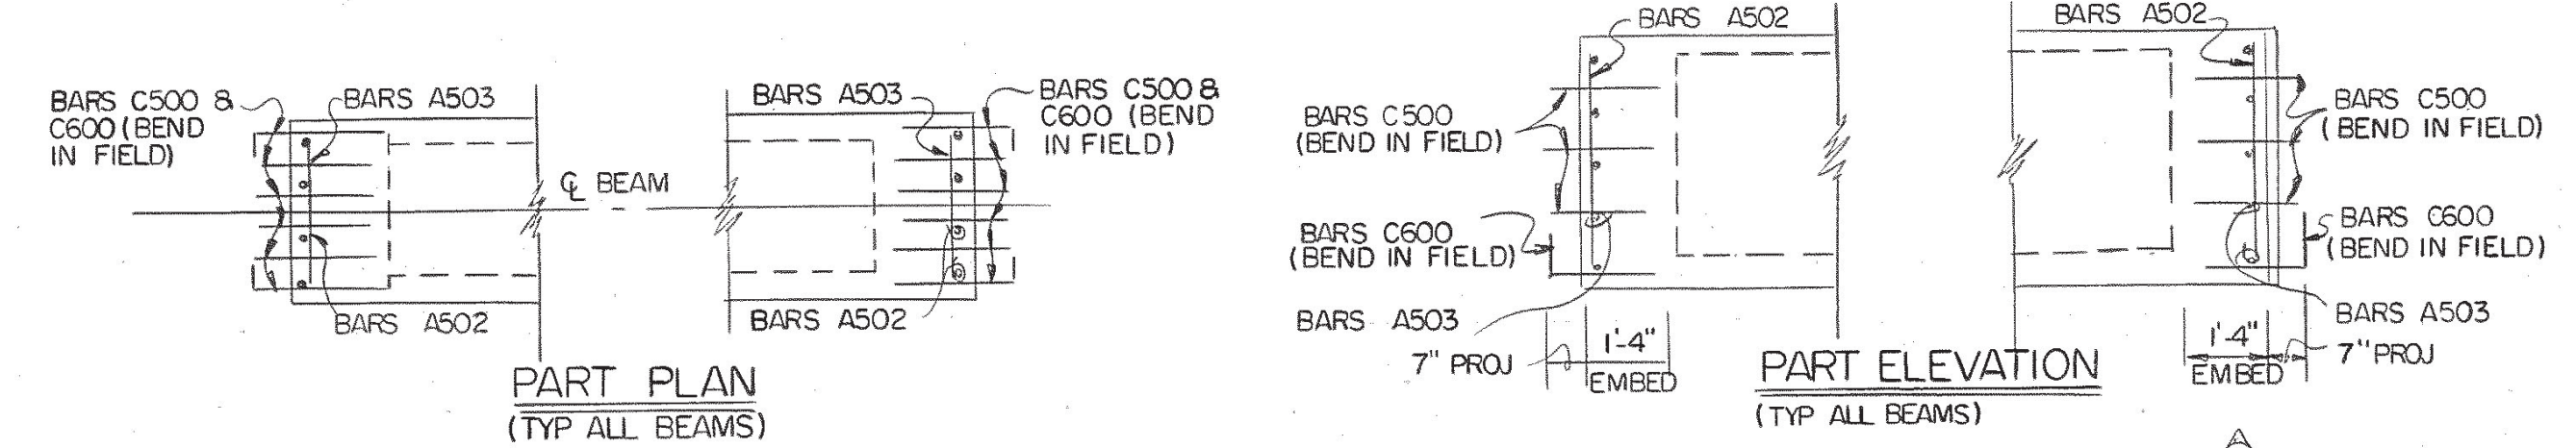 BARS C500 &
C600 (BEND
IN FIELD)
BARS A503
BARS A502
℄ BEAM
BARS A503
BARS A502
BARS C500 &
C600 (BEND
IN FIELD)
PART PLAN
(TYP ALL BEAMS)
BARS A502
BARS C500
(BEND IN FIELD)
BARS C600
(BEND IN FIELD)
BARS A503
7" PROJ
1'-4"
EMBED
BARS A502
BARS C500
(BEND IN FIELD)
BARS C600
(BEND IN FIELD)
BARS A503
1'-4"
EMBED
7" PROJ
PART ELEVATION
(TYP ALL BEAMS)